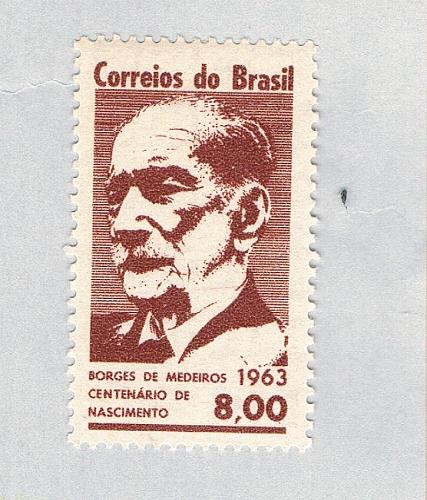 Correios do Brasil
BORGES DE MEDEIROS 1963
CENTENÁRIO DE
NASCIMENTO 8,00